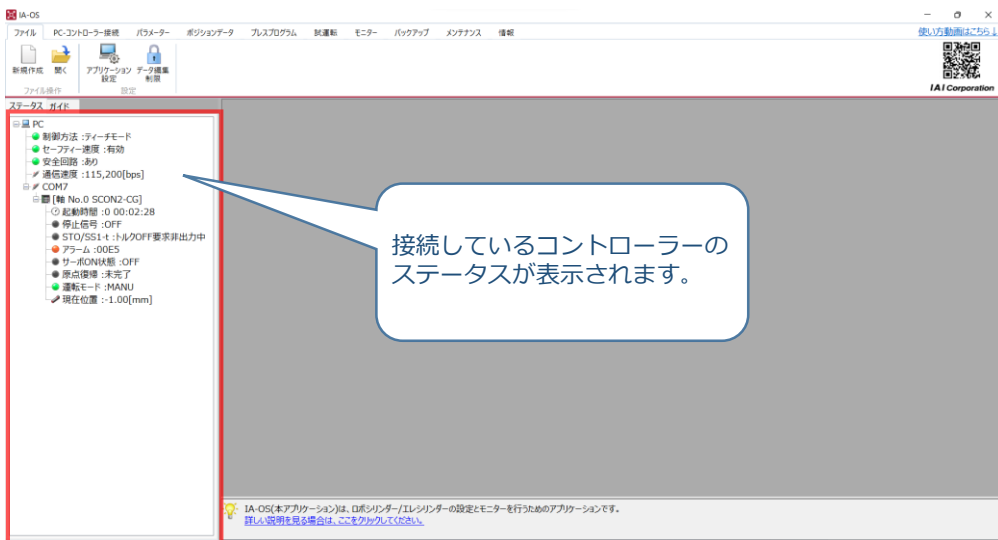 IA-OS
ファイル PC-コントローラー接続 パラメーター ポジションデータ プレスプログラム 試運転 モニター バックアップ メンテナンス 情報 使い方動画はこちら↓
新規作成 開く アプリケーション設定 データ編集制限
ファイル操作 設定
IAI Corporation
ステータス ガイド
PC
制御方法 :ティーチモード
セーフティー速度 :有効
安全回路 :あり
通信速度 :115,200[bps]
COM7
[軸 No.0 SCON2-CG]
起動時間 :0 00:02:28
停止信号 :OFF
STO/SS1-t :トルクOFF要求非出力中
アラーム :00E5
サーボON状態 :OFF
原点復帰 :未完了
運転モード :MANU
現在位置 :-1.00[mm]
接続しているコントローラーの
ステータスが表示されます。
IA-OS(本アプリケーション)は、ロボシリンダー/エレシリンダーの設定とモニターを行うためのアプリケーションです。
詳しい説明を見る場合は、ここをクリックしてください。